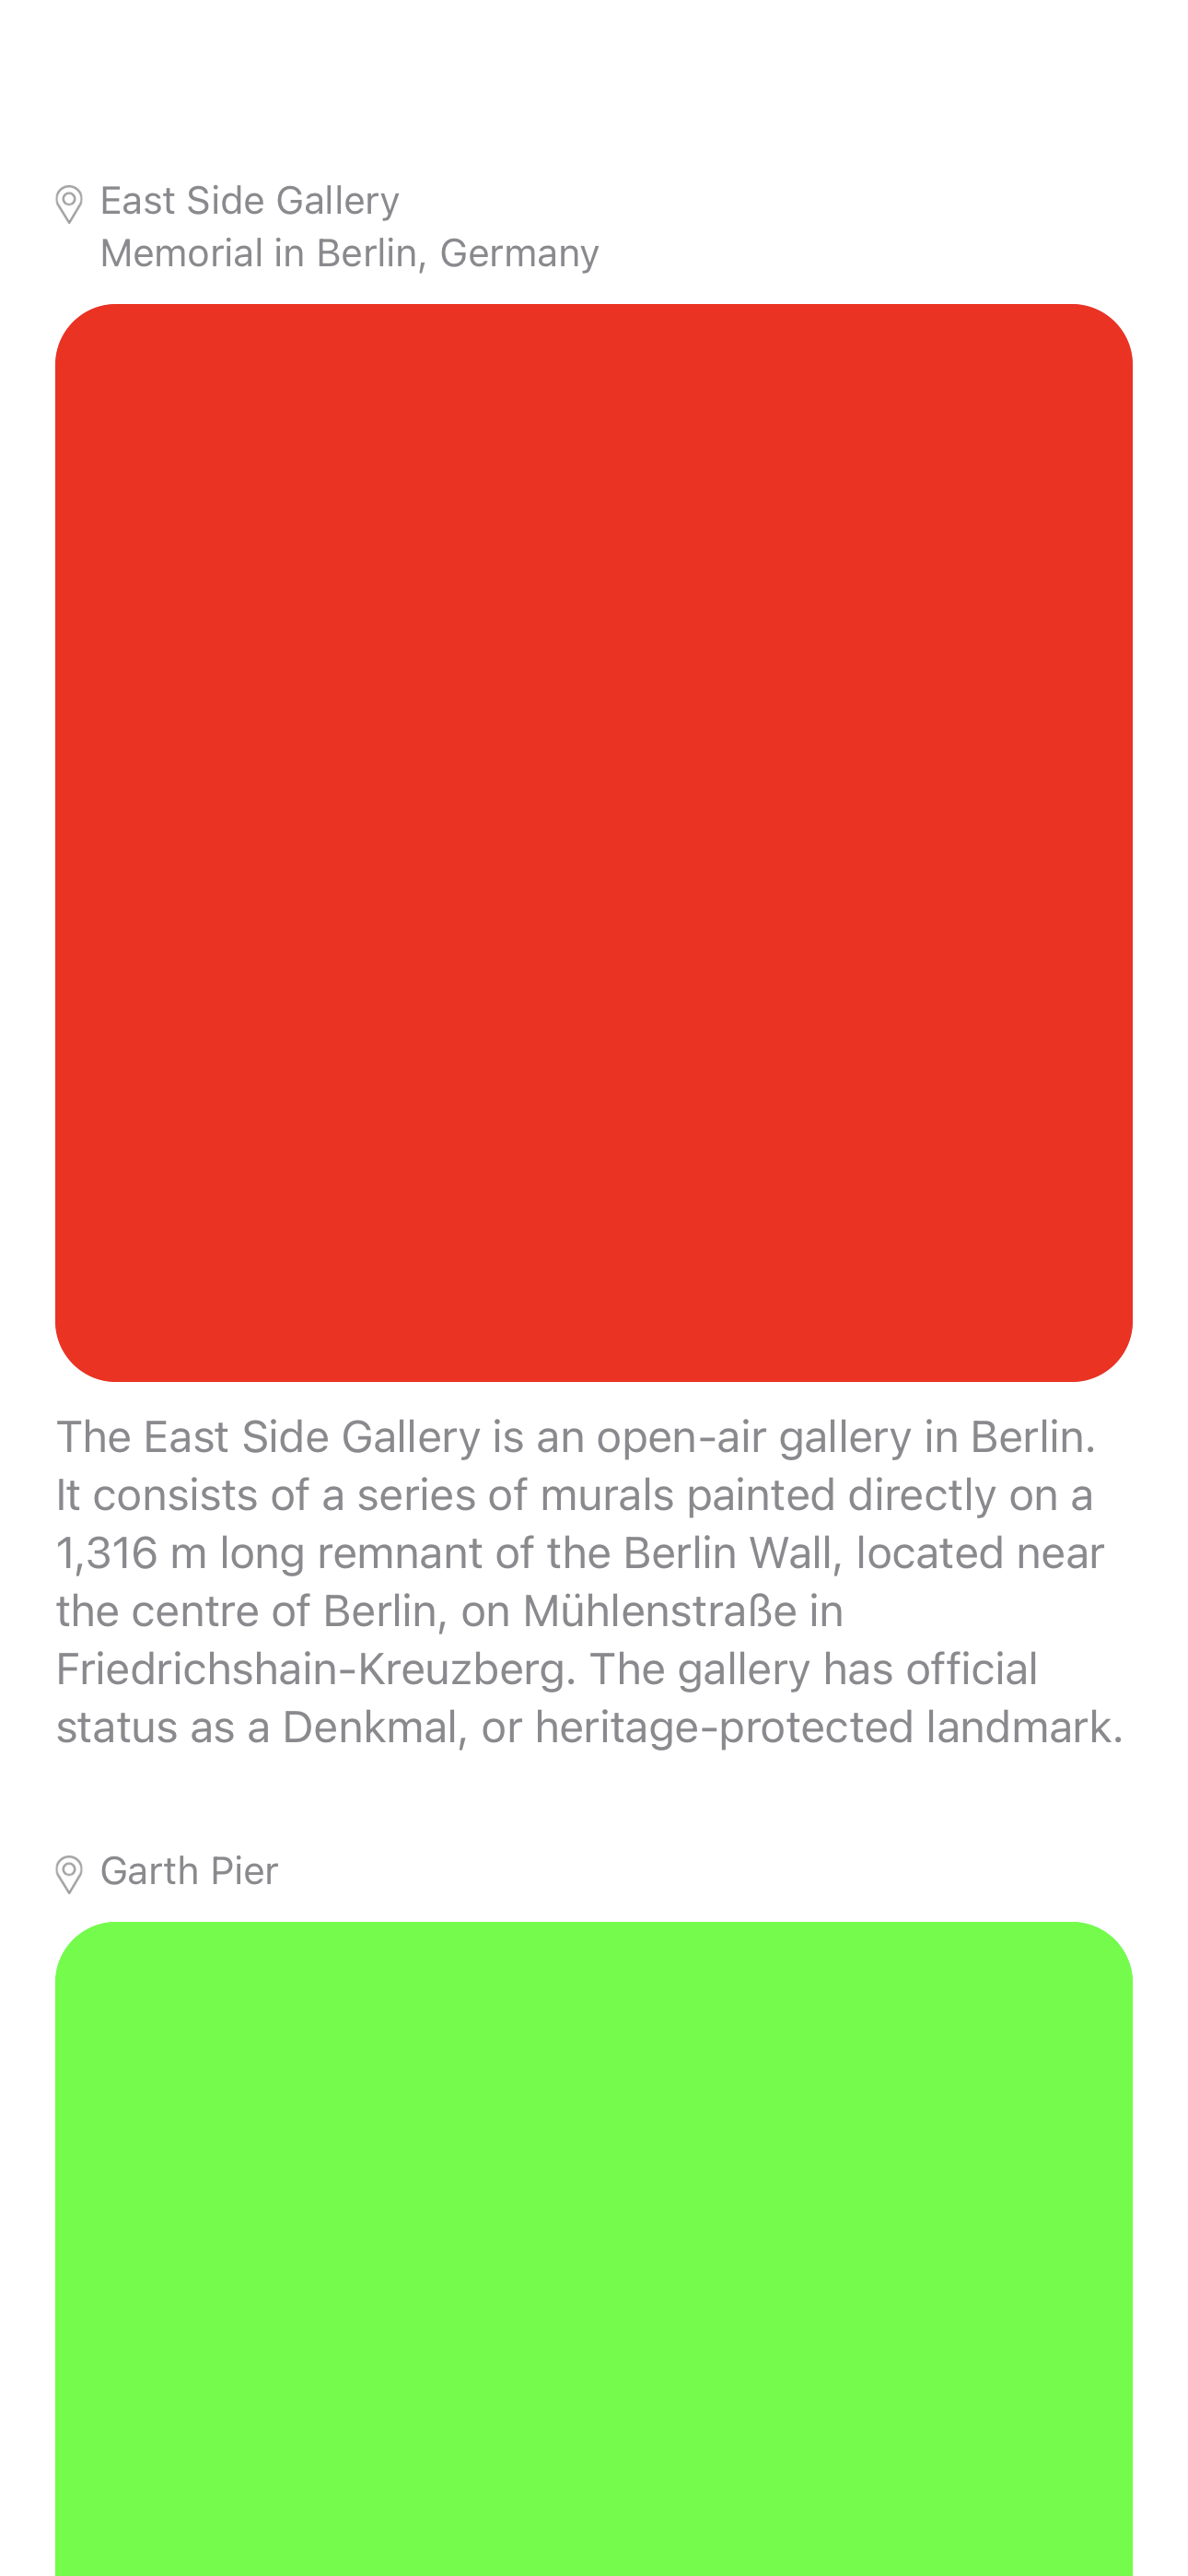 East Side Gallery
Memorial in Berlin, Germany
The East Side Gallery is an open-air gallery in Berlin.
It consists of a series of murals painted directly on a
1,316 m long remnant of the Berlin Wall, located near
the centre of Berlin, on Mühlenstraße in
Friedrichshain-Kreuzberg. The gallery has official
status as a Denkmal, or heritage-protected landmark.
Garth Pier